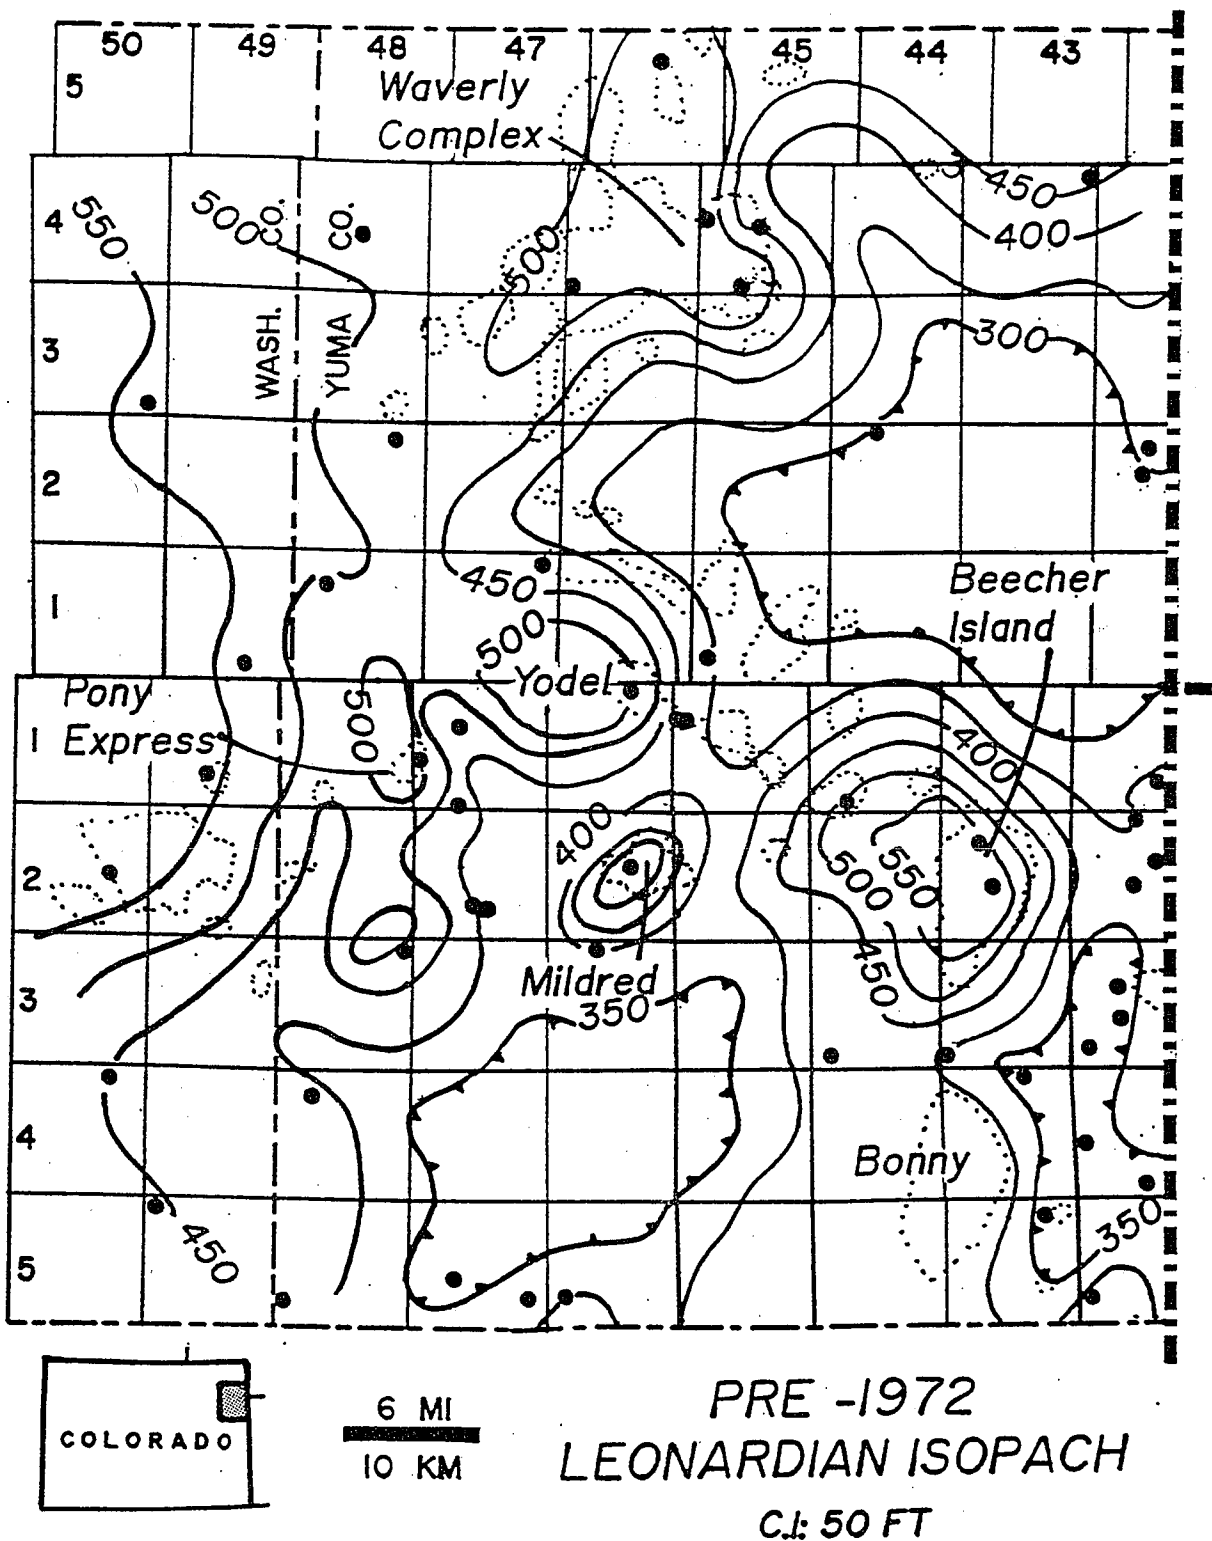 50 49 48 47 45 44 43
5
Waverly
Complex
4
550
500
CO.
CO.
450
400
500
WASH.
YUMA
3
300
2
Beecher
Island
1
450
500
Yodel
Pony
Express
500
1
400
400
2
500
550
450
Mildred
350
3
4
Bonny
350
450
5
COLORADO
6 MI
10 KM
PRE-1972
LEONARDIAN ISOPACH
C.I: 50 FT